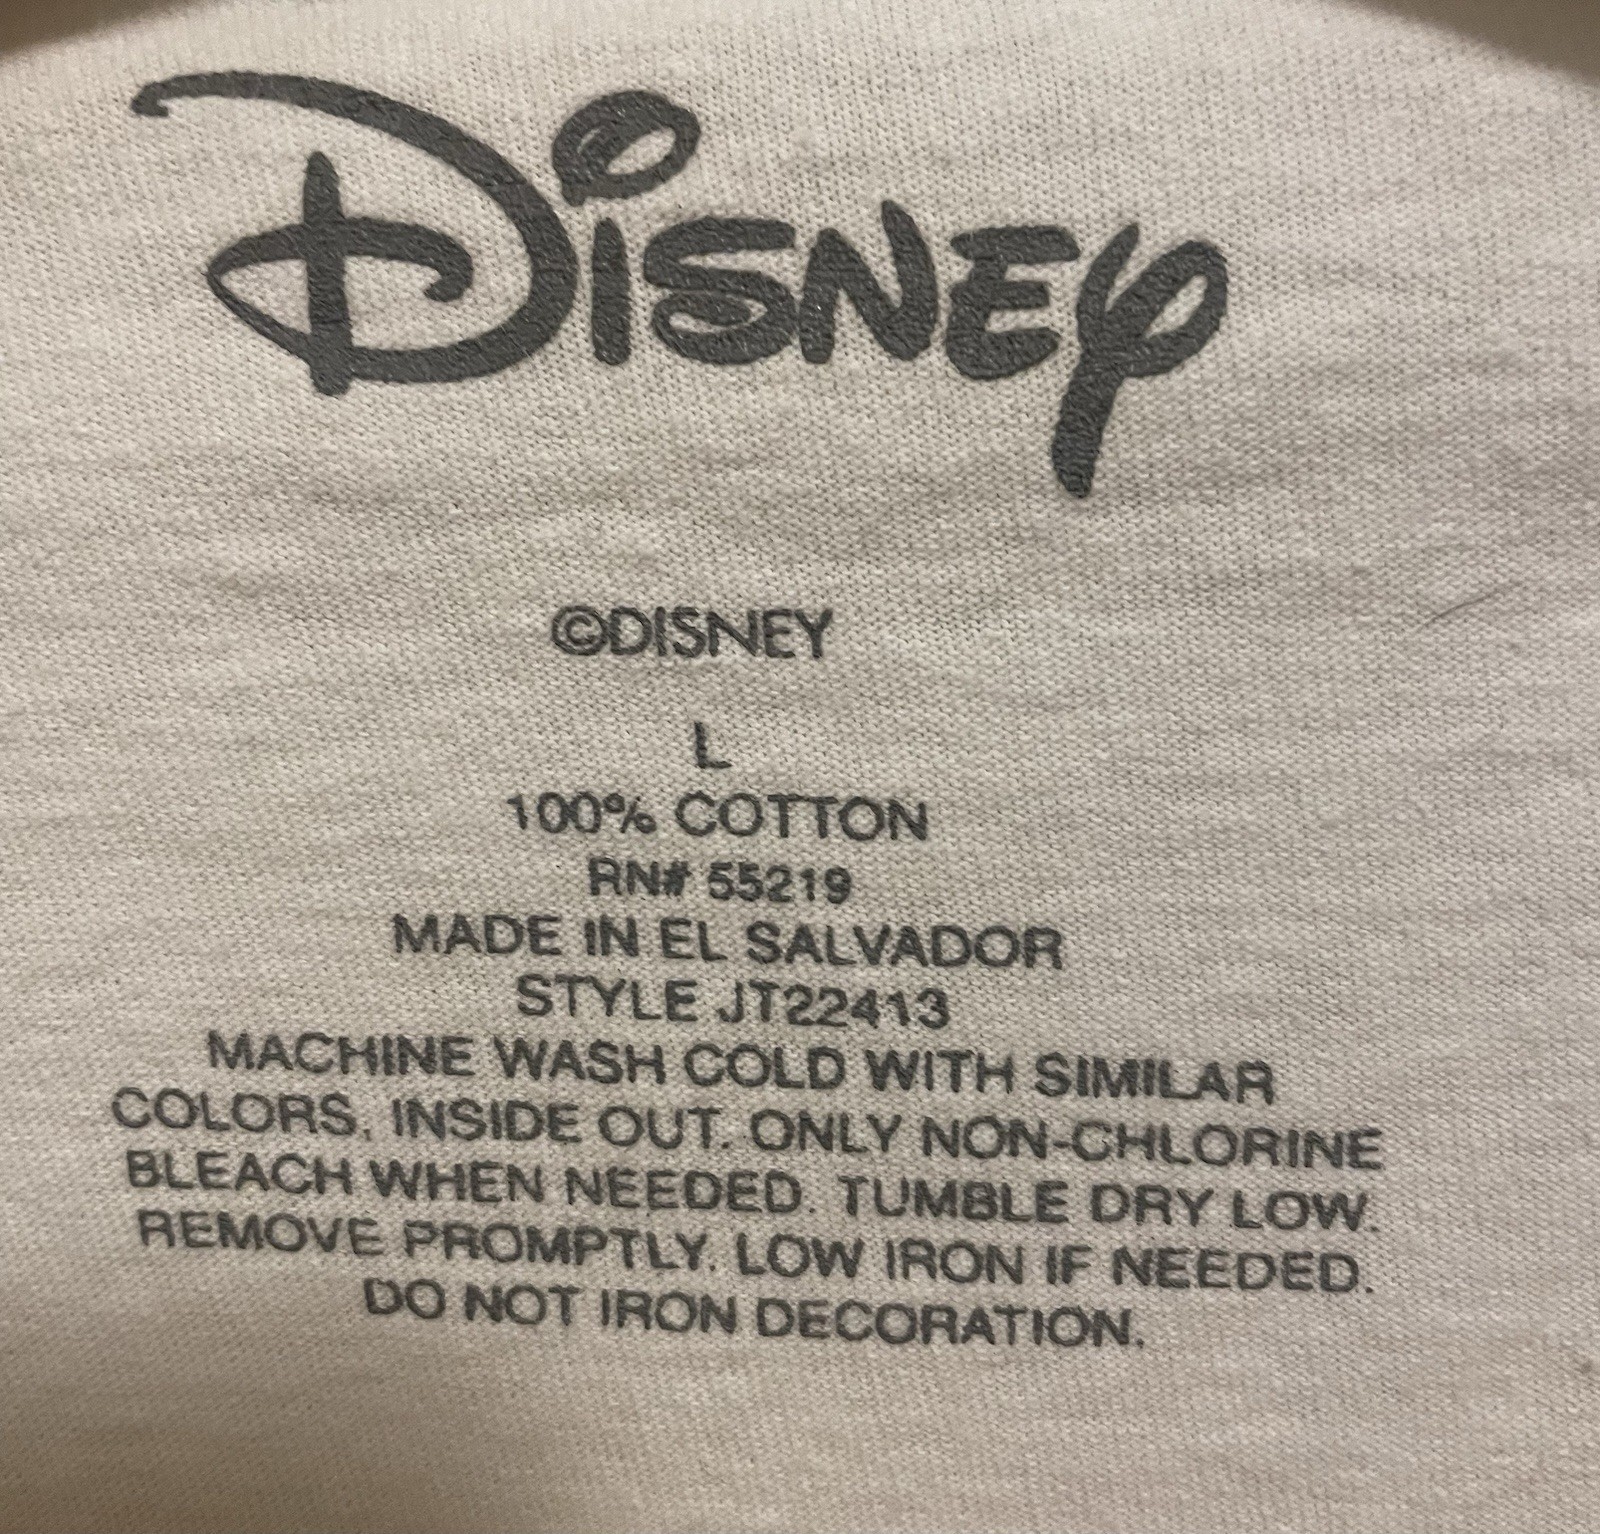 Disney
©DISNEY
L
100% COTTON
RN# 55219
MADE IN EL SALVADOR
STYLE JT22413
MACHINE WASH COLD WITH SIMILAR
COLORS, INSIDE OUT. ONLY NON-CHLORINE
BLEACH WHEN NEEDED. TUMBLE DRY LOW.
REMOVE PROMPTLY. LOW IRON IF NEEDED.
DO NOT IRON DECORATION.